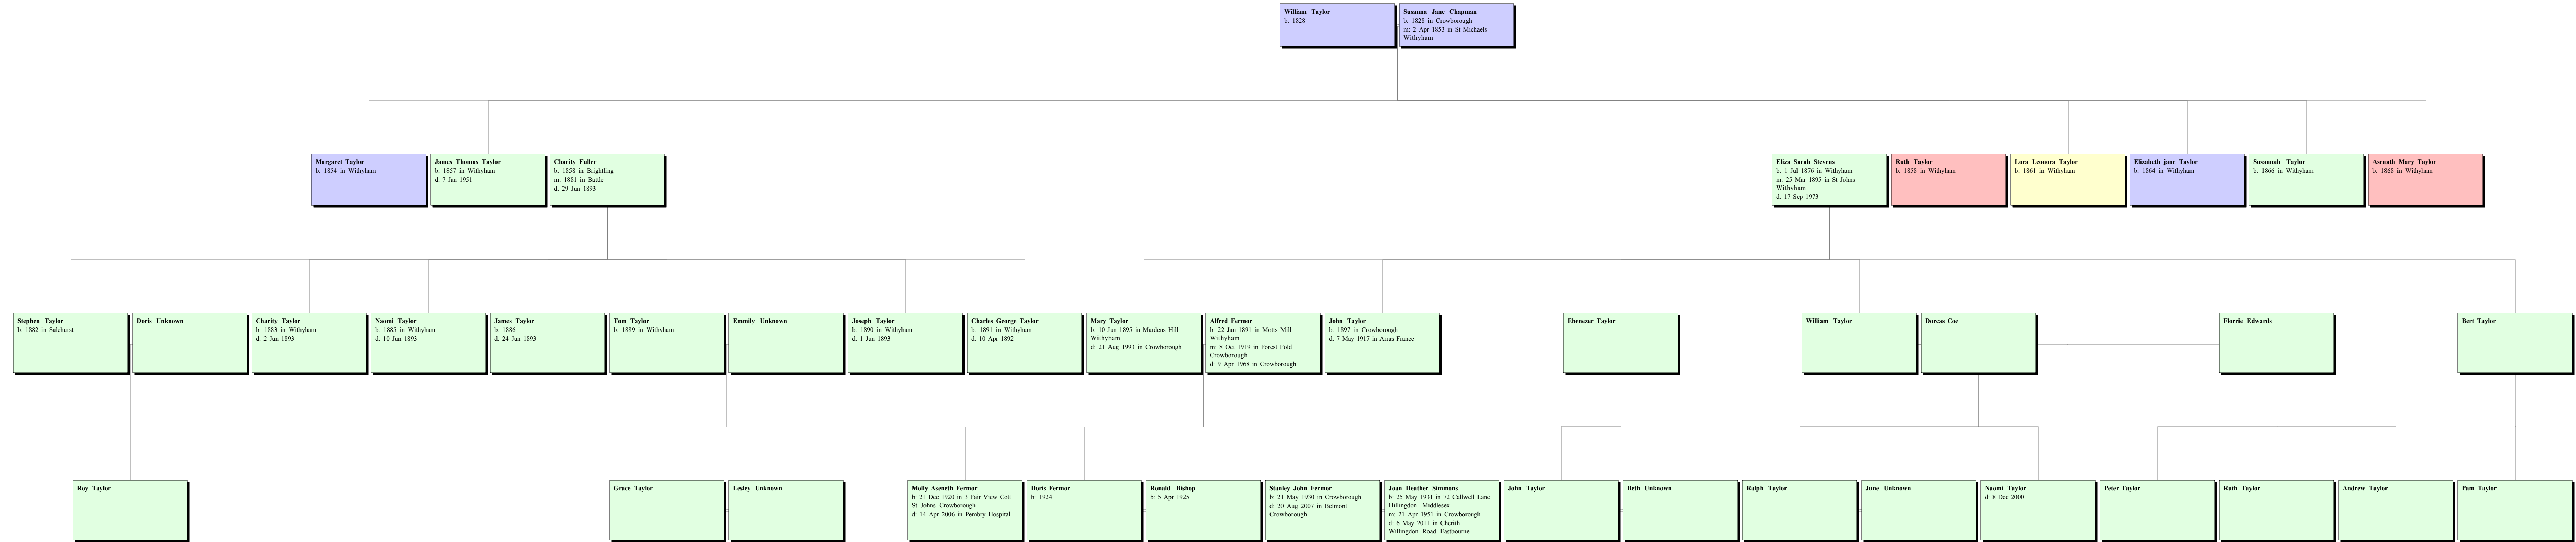 William Taylor
b: 1828
Susanna Jane Chapman
b: 1828 in Crowborough
m: 2 Apr 1853 in St Michaels
Withyham
Margaret Taylor
b: 1854 in Withyham
James Thomas Taylor
b: 1857 in Withyham
d: 7 Jan 1951
Charity Fuller
b: 1858 in Brightling
m: 1881 in Battle
d: 29 Jun 1893
Eliza Sarah Stevens
b: 1 Jul 1876 in Withyham
m: 25 Mar 1895 in St Johns
Withyham
d: 17 Sep 1973
Ruth Taylor
b: 1858 in Withyham
Lora Leonora Taylor
b: 1861 in Withyham
Elizabeth jane Taylor
b: 1864 in Withyham
Susannah Taylor
b: 1866 in Withyham
Asenath Mary Taylor
b: 1868 in Withyham
Stephen Taylor
b: 1882 in Salehurst
Doris Unknown
Charity Taylor
b: 1883 in Withyham
d: 2 Jun 1893
Naomi Taylor
b: 1885 in Withyham
d: 10 Jun 1893
James Taylor
b: 1886
d: 24 Jun 1893
Tom Taylor
b: 1889 in Withyham
Emmily Unknown
Joseph Taylor
b: 1890 in Withyham
d: 1 Jun 1893
Charles George Taylor
b: 1891 in Withyham
d: 10 Apr 1892
Mary Taylor
b: 10 Jun 1895 in Mardens Hill
Withyham
d: 21 Aug 1993 in Crowborough
Alfred Fermor
b: 22 Jan 1891 in Motts Mill
Withyham
m: 8 Oct 1919 in Forest Fold
Crowborough
d: 9 Apr 1968 in Crowborough
John Taylor
b: 1897 in Crowborough
d: 7 May 1917 in Arras France
Ebenezer Taylor
William Taylor
Dorcas Coe
Florrie Edwards
Bert Taylor
Roy Taylor
Grace Taylor
Lesley Unknown
Molly Aseneth Fermor
b: 21 Dec 1920 in 3 Fair View Cott
St Johns Crowborough
d: 14 Apr 2006 in Pembry Hospital
Doris Fermor
b: 1924
Ronald Bishop
b: 5 Apr 1925
Stanley John Fermor
b: 21 May 1930 in Crowborough
d: 20 Aug 2007 in Belmont
Crowborough
Joan Heather Simmons
b: 25 May 1931 in 72 Callwell Lane
Hillingdon Middlesex
m: 21 Apr 1951 in Crowborough
d: 6 May 2011 in Cherith
Willingdon Road Eastbourne
John Taylor
Beth Unknown
Ralph Taylor
June Unknown
Naomi Taylor
d: 8 Dec 2000
Peter Taylor
Ruth Taylor
Andrew Taylor
Pam Taylor